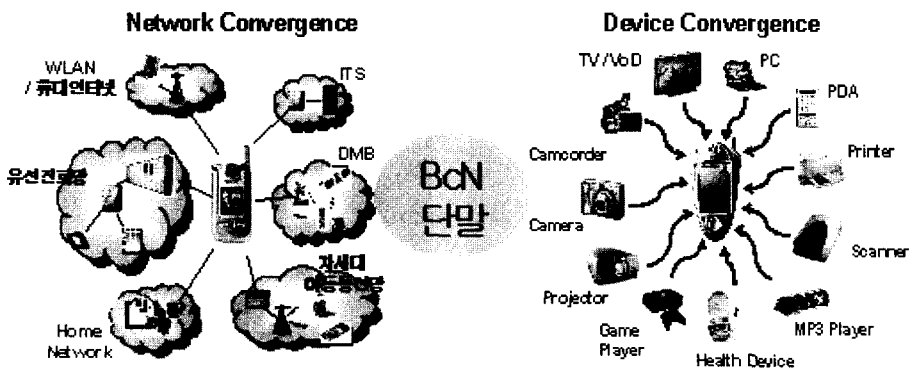 Network Convergence
WLAN
/ 휴대인터넷
ITS
유선전화망
DMB
차세대
이동통신망
Home
Network
BcN
단말
Device Convergence
TV/VoD
PC
PDA
Camcorder
Printer
Camera
Scanner
Projector
Game
Player
Health Device
MP3 Player